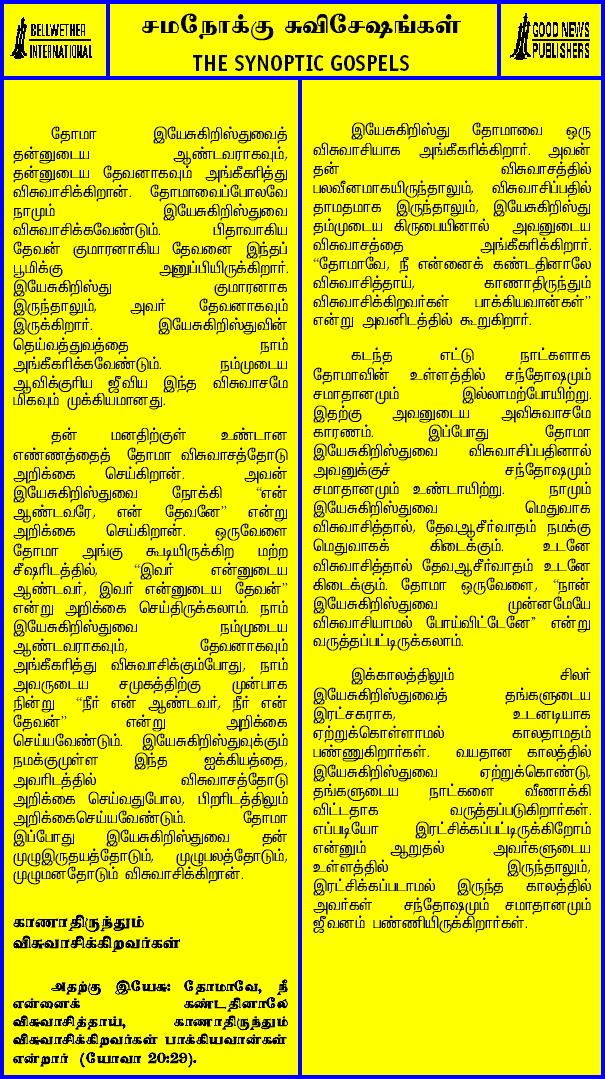 BELLWETHER
INTERNATIONAL
சமநோக்கு சுவிசேஷங்கள்
THE SYNOPTIC GOSPELS
GOOD NEWS
PUBLISHERS
தோமா இயேசுகிறிஸ்துவைத்
தன்னுடைய ஆண்டவராகவும்,
தன்னுடைய தேவனாகவும் அங்கீகரித்து
விசுவாசிக்கிறான். தோமாவைப்போலவே
நாமும் இயேசுகிறிஸ்துவை
விசுவாசிக்கவேண்டும். பிதாவாகிய
தேவன் குமாரனாகிய தேவனை இந்தப்
பூமிக்கு அனுப்பியிருக்கிறார்.
இயேசுகிறிஸ்து குமாரனாக
இருந்தாலும், அவர் தேவனாகவும்
இருக்கிறார். இயேசுகிறிஸ்துவின்
தெய்வத்துவத்தை நாம்
அங்கீகரிக்கவேண்டும். நம்முடைய
ஆவிக்குரிய ஜீவிய இந்த விசுவாசமே
மிகவும் முக்கியமானது.
தன் மனதிற்குள் உண்டான
எண்ணத்தைத் தோமா விசுவாசத்தோடு
அறிக்கை செய்கிறான். அவன்
இயேசுகிறிஸ்துவை நோக்கி “என்
ஆண்டவரே, என் தேவனே” என்று
அறிக்கை செய்கிறான். ஒருவேளை
தோமா அங்கு கூடியிருக்கிற மற்ற
சீஷரிடத்தில், “இவர் என்னுடைய
ஆண்டவர், இவர் என்னுடைய தேவன்”
என்று அறிக்கை செய்திருக்கலாம். நாம்
இயேசுகிறிஸ்துவை நம்முடைய
ஆண்டவராகவும், தேவனாகவும்
அங்கீகரித்து விசுவாசிக்கும்போது, நாம்
அவருடைய சமுகத்திற்கு முன்பாக
நின்று “நீர் என் ஆண்டவர், நீர் என்
தேவன்” என்று அறிக்கை
செய்யவேண்டும். இயேசுகிறிஸ்துவுக்கும்
நமக்குமுள்ள இந்த ஐக்கியத்தை,
அவரிடத்தில் விசுவாசத்தோடு
அறிக்கை செய்வதுபோல, பிறரிடத்திலும்
அறிக்கைசெய்யவேண்டும். தோமா
இப்போது இயேசுகிறிஸ்துவை தன்
முழுஇருதயத்தோடும், முழுபலத்தோடும்,
முழுமனதோடும் விசுவாசிக்கிறான்.
காணாதிருந்தும்
விசுவாசிக்கிறவர்கள்
அதற்கு இயேசு: தோமாவே, நீ
என்னைக் கண்டதினாலே
விசுவாசித்தாய், காணாதிருந்தும்
விசுவாசிக்கிறவர்கள் பாக்கியவான்கள்
என்றார் (யோவா 20:29).
இயேசுகிறிஸ்து தோமாவை ஒரு
விசுவாசியாக அங்கீகரிக்கிறார். அவன்
தன் விசுவாசத்தில்
பலவீனமாகயிருந்தாலும், விசுவாசிப்பதில்
தாமதமாக இருந்தாலும், இயேசுகிறிஸ்து
தம்முடைய கிருபையினால் அவனுடைய
விசுவாசத்தை அங்கீகரிக்கிறார்.
“தோமாவே, நீ என்னைக் கண்டதினாலே
விசுவாசித்தாய், காணாதிருந்தும்
விசுவாசிக்கிறவர்கள் பாக்கியவான்கள்”
என்று அவனிடத்தில் கூறுகிறார்.
கடந்த எட்டு நாட்களாக
தோமாவின் உள்ளத்தில் சந்தோஷமும்
சமாதானமும் இல்லாமற்போயிற்று.
இதற்கு அவனுடைய அவிசுவாசமே
காரணம். இப்போது தோமா
இயேசுகிறிஸ்துவை விசுவாசிப்பதினால்
அவனுக்குச் சந்தோஷமும்
சமாதானமும் உண்டாயிற்று. நாமும்
இயேசுகிறிஸ்துவை மெதுவாக
விசுவாசித்தால், தேவஆசீர்வாதம் நமக்கு
மெதுவாகக் கிடைக்கும். உடனே
விசுவாசித்தால் தேவஆசீர்வாதம் உடனே
கிடைக்கும். தோமா ஒருவேளை, “நான்
இயேசுகிறிஸ்துவை முன்னமேயே
விசுவாசியாமல் போய்விட்டேனே” என்று
வருத்தப்பட்டிருக்கலாம்.
இக்காலத்திலும் சிலர்
இயேசுகிறிஸ்துவைத் தங்களுடைய
இரட்சகராக, உடனடியாக
ஏற்றுக்கொள்ளாமல் காலதாமதம்
பண்ணுகிறார்கள். வயதான காலத்தில்
இயேசுகிறிஸ்துவை ஏற்றுக்கொண்டு,
தங்களுடைய நாட்களை வீணாக்கி
விட்டதாக வருத்தப்படுகிறார்கள்.
எப்படியோ இரட்சிக்கப்பட்டிருக்கிறோம்
என்னும் ஆறுதல் அவர்களுடைய
உள்ளத்தில் இருந்தாலும்,
இரட்சிக்கப்படாமல் இருந்த காலத்தில்
அவர்கள் சந்தோஷமும் சமாதானமும்
ஜீவனம் பண்ணியிருக்கிறார்கள்.